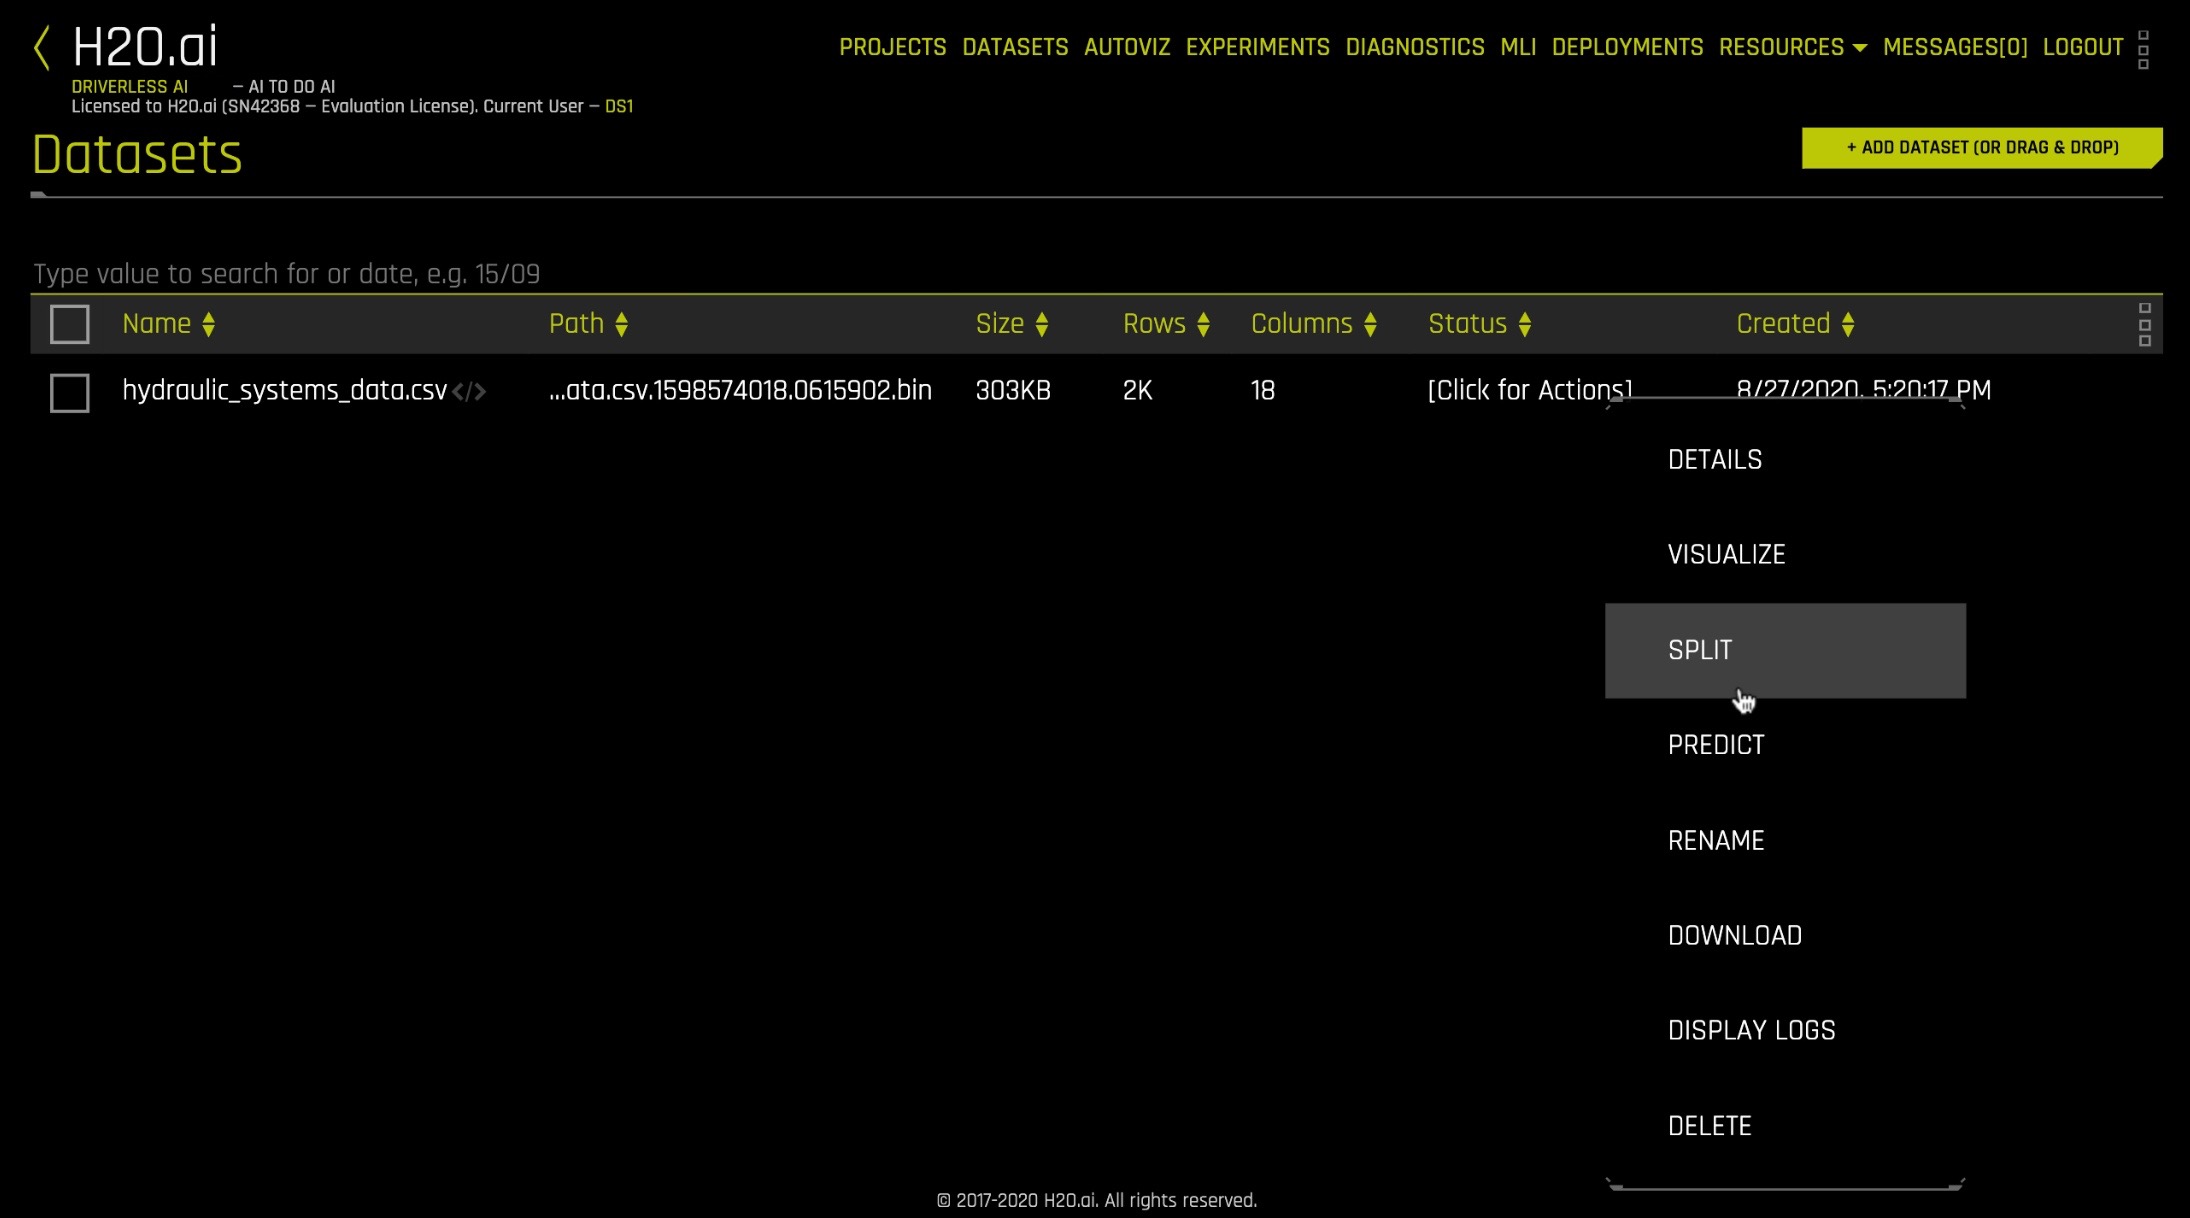 H2O.ai
PROJECTS DATASETS AUTOVIZ EXPERIMENTS DIAGNOSTICS MLI DEPLOYMENTS RESOURCES MESSAGES[0] LOGOUT
DRIVERLESS AI — AI TO DO AI
Licensed to H2O.ai (SN42368 — Evaluation License). Current User — DS1
Datasets
+ ADD DATASET (OR DRAG & DROP)
Type value to search for or date, e.g. 15/09
Name Path Size Rows Columns Status Created
hydraulic_systems_data.csv </> ...ata.csv.1598574018.0615902.bin 303KB 2K 18 [Click for Actions] 8/27/2020, 5:20:17 PM
DETAILS
VISUALIZE
SPLIT
PREDICT
RENAME
DOWNLOAD
DISPLAY LOGS
DELETE
© 2017-2020 H2O.ai. All rights reserved.